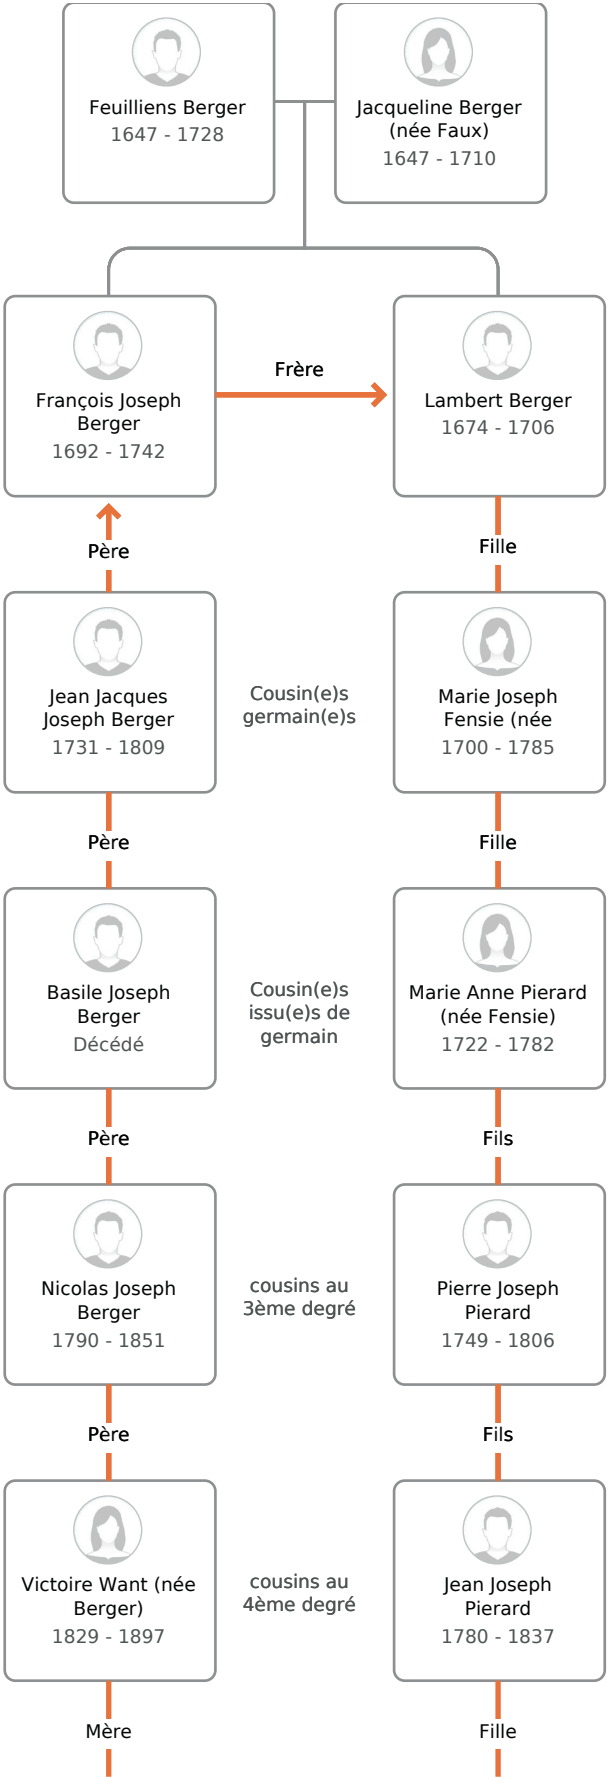 Feuilliens Berger
1647 - 1728
Jacqueline Berger
(née Faux)
1647 - 1710
François Joseph
Berger
1692 - 1742
Frère
Lambert Berger
1674 - 1706
Père
Fille
Jean Jacques
Joseph Berger
1731 - 1809
Cousin(e)s
germain(e)s
Marie Joseph
Fensie (née
1700 - 1785
Père
Fille
Basile Joseph
Berger
Décédé
Cousin(e)s
issu(e)s de
germain
Marie Anne Pierard
(née Fensie)
1722 - 1782
Père
Fils
Nicolas Joseph
Berger
1790 - 1851
cousins au
3ème degré
Pierre Joseph
Pierard
1749 - 1806
Père
Fils
Victoire Want (née
Berger)
1829 - 1897
cousins au
4ème degré
Jean Joseph
Pierard
1780 - 1837
Mère
Fille